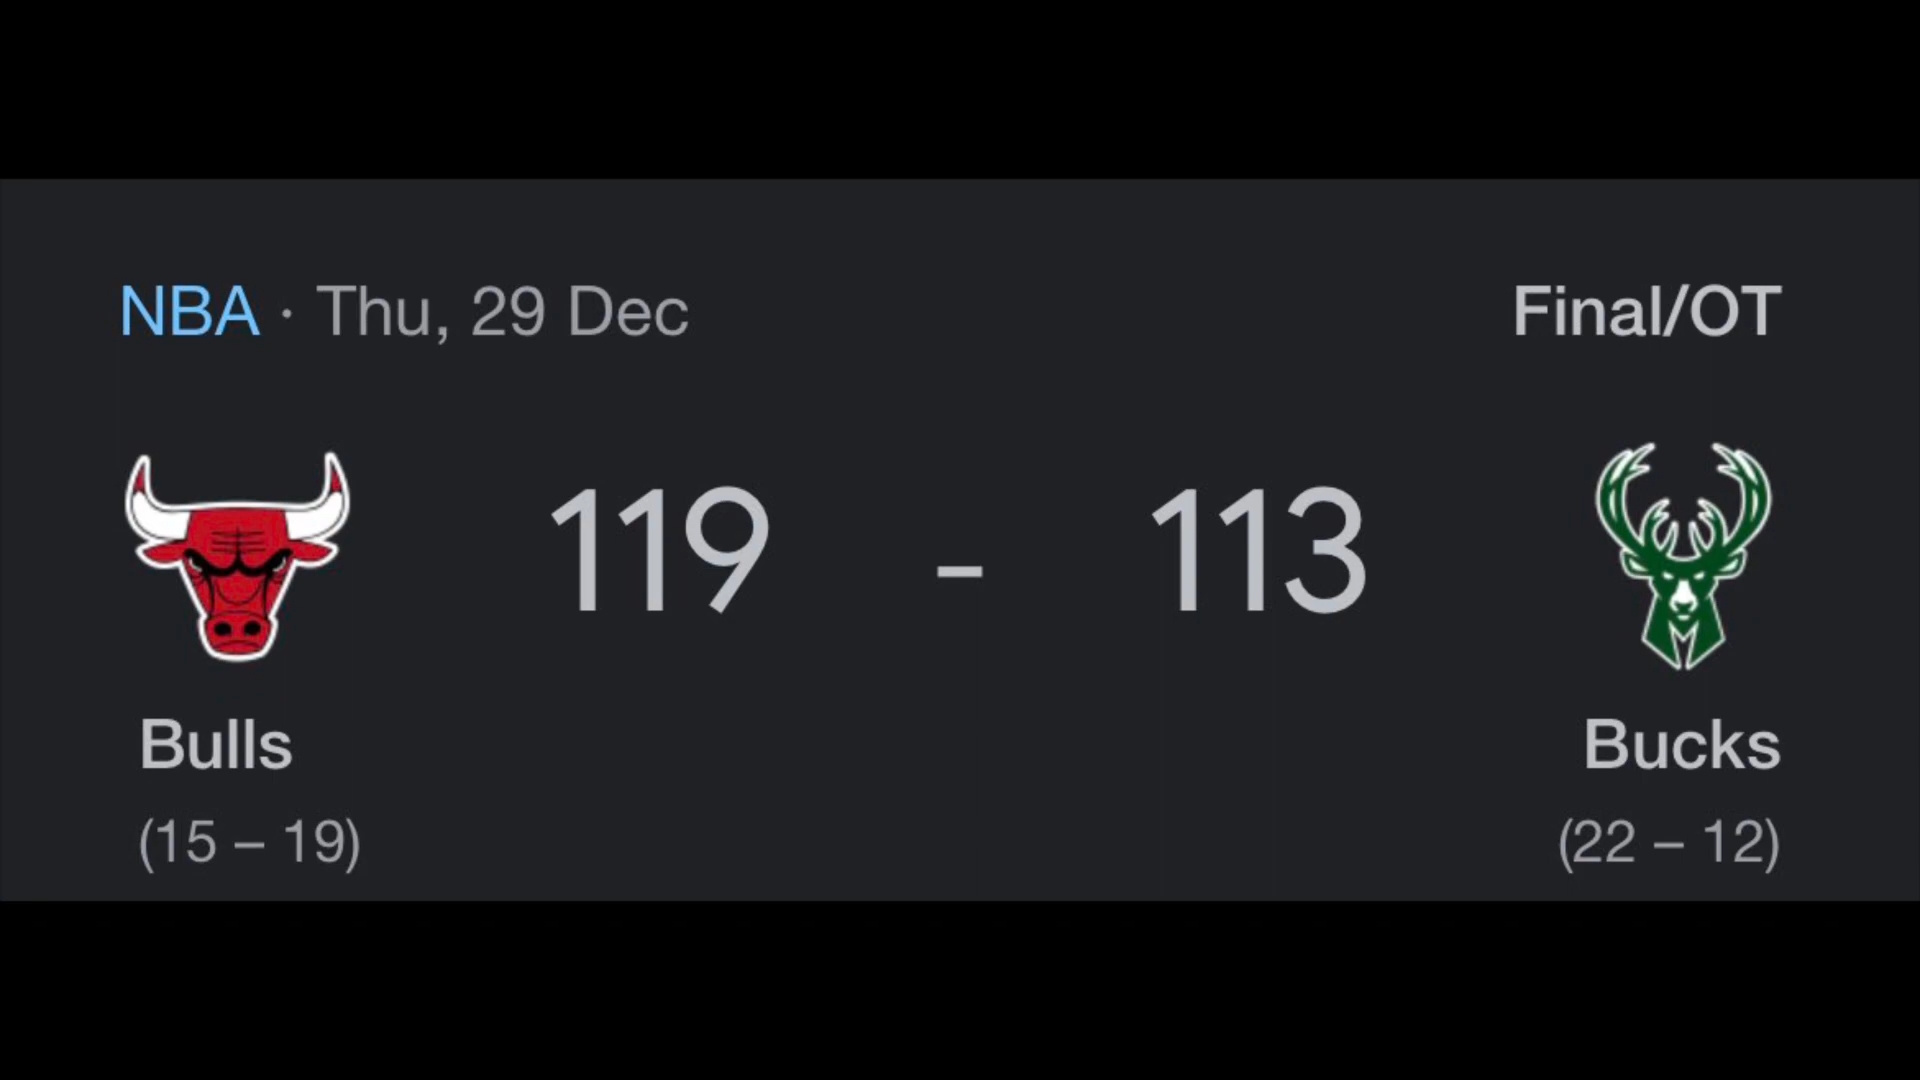 NBA · Thu, 29 Dec Final/OT
119 - 113
Bulls Bucks
(15 – 19) (22 – 12)